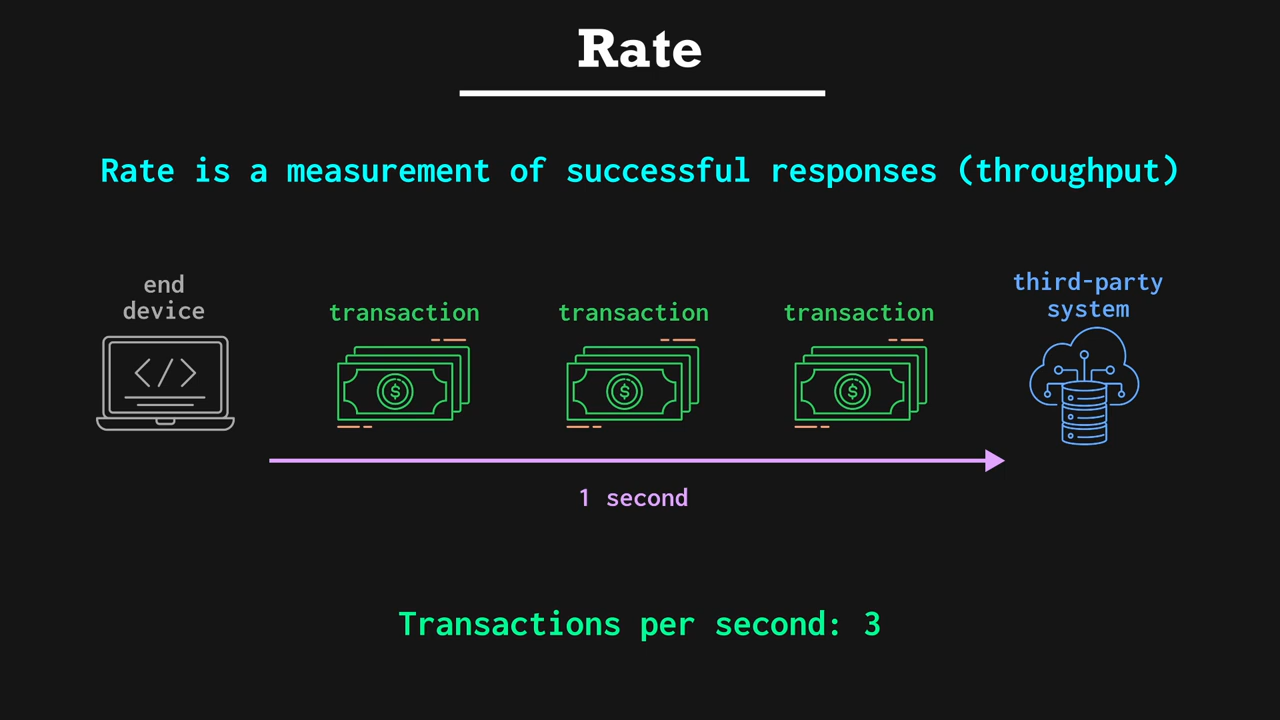 Rate
Rate is a measurement of successful responses (throughput)
end
device
transaction
transaction
transaction
third-party
system
</>
$
$
$
1 second
Transactions per second: 3